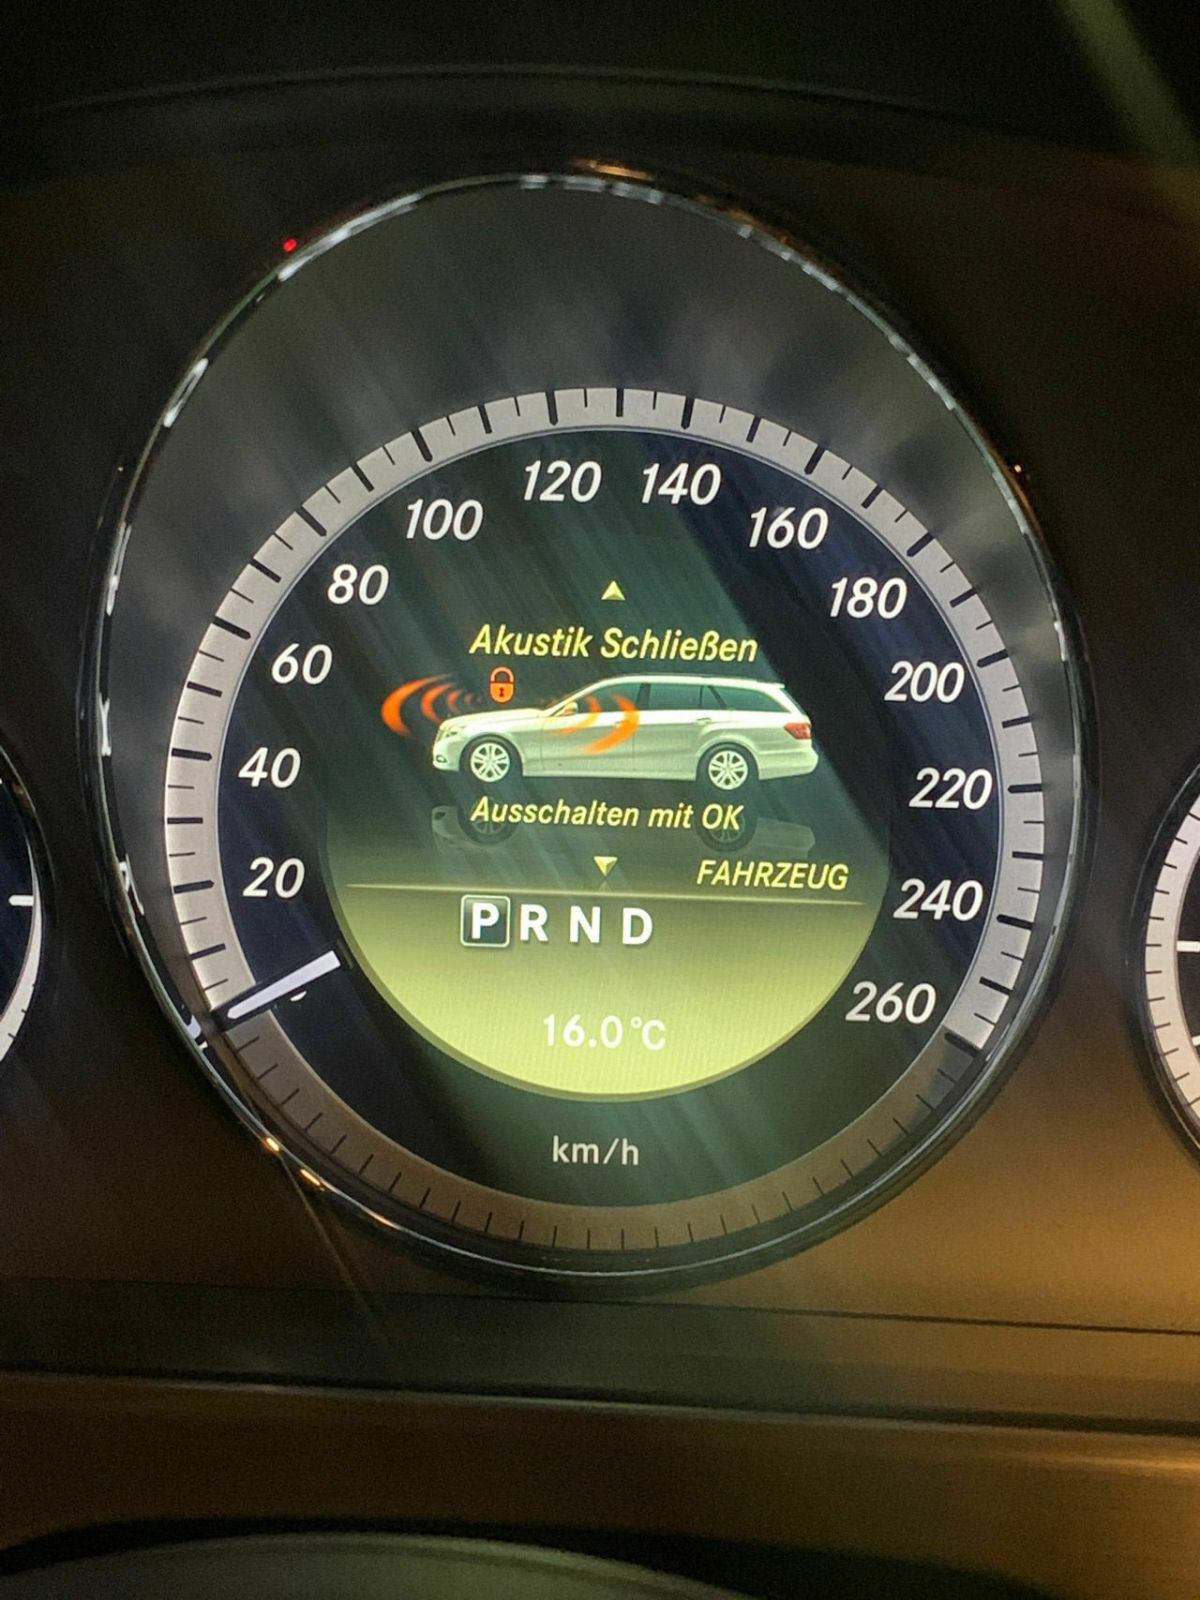 120 140
100 160
80 180
Akustik Schließen
60 200
40 220
Ausschalten mit OK
20 FAHRZEUG 240
P R N D
260
16.0°C
km/h